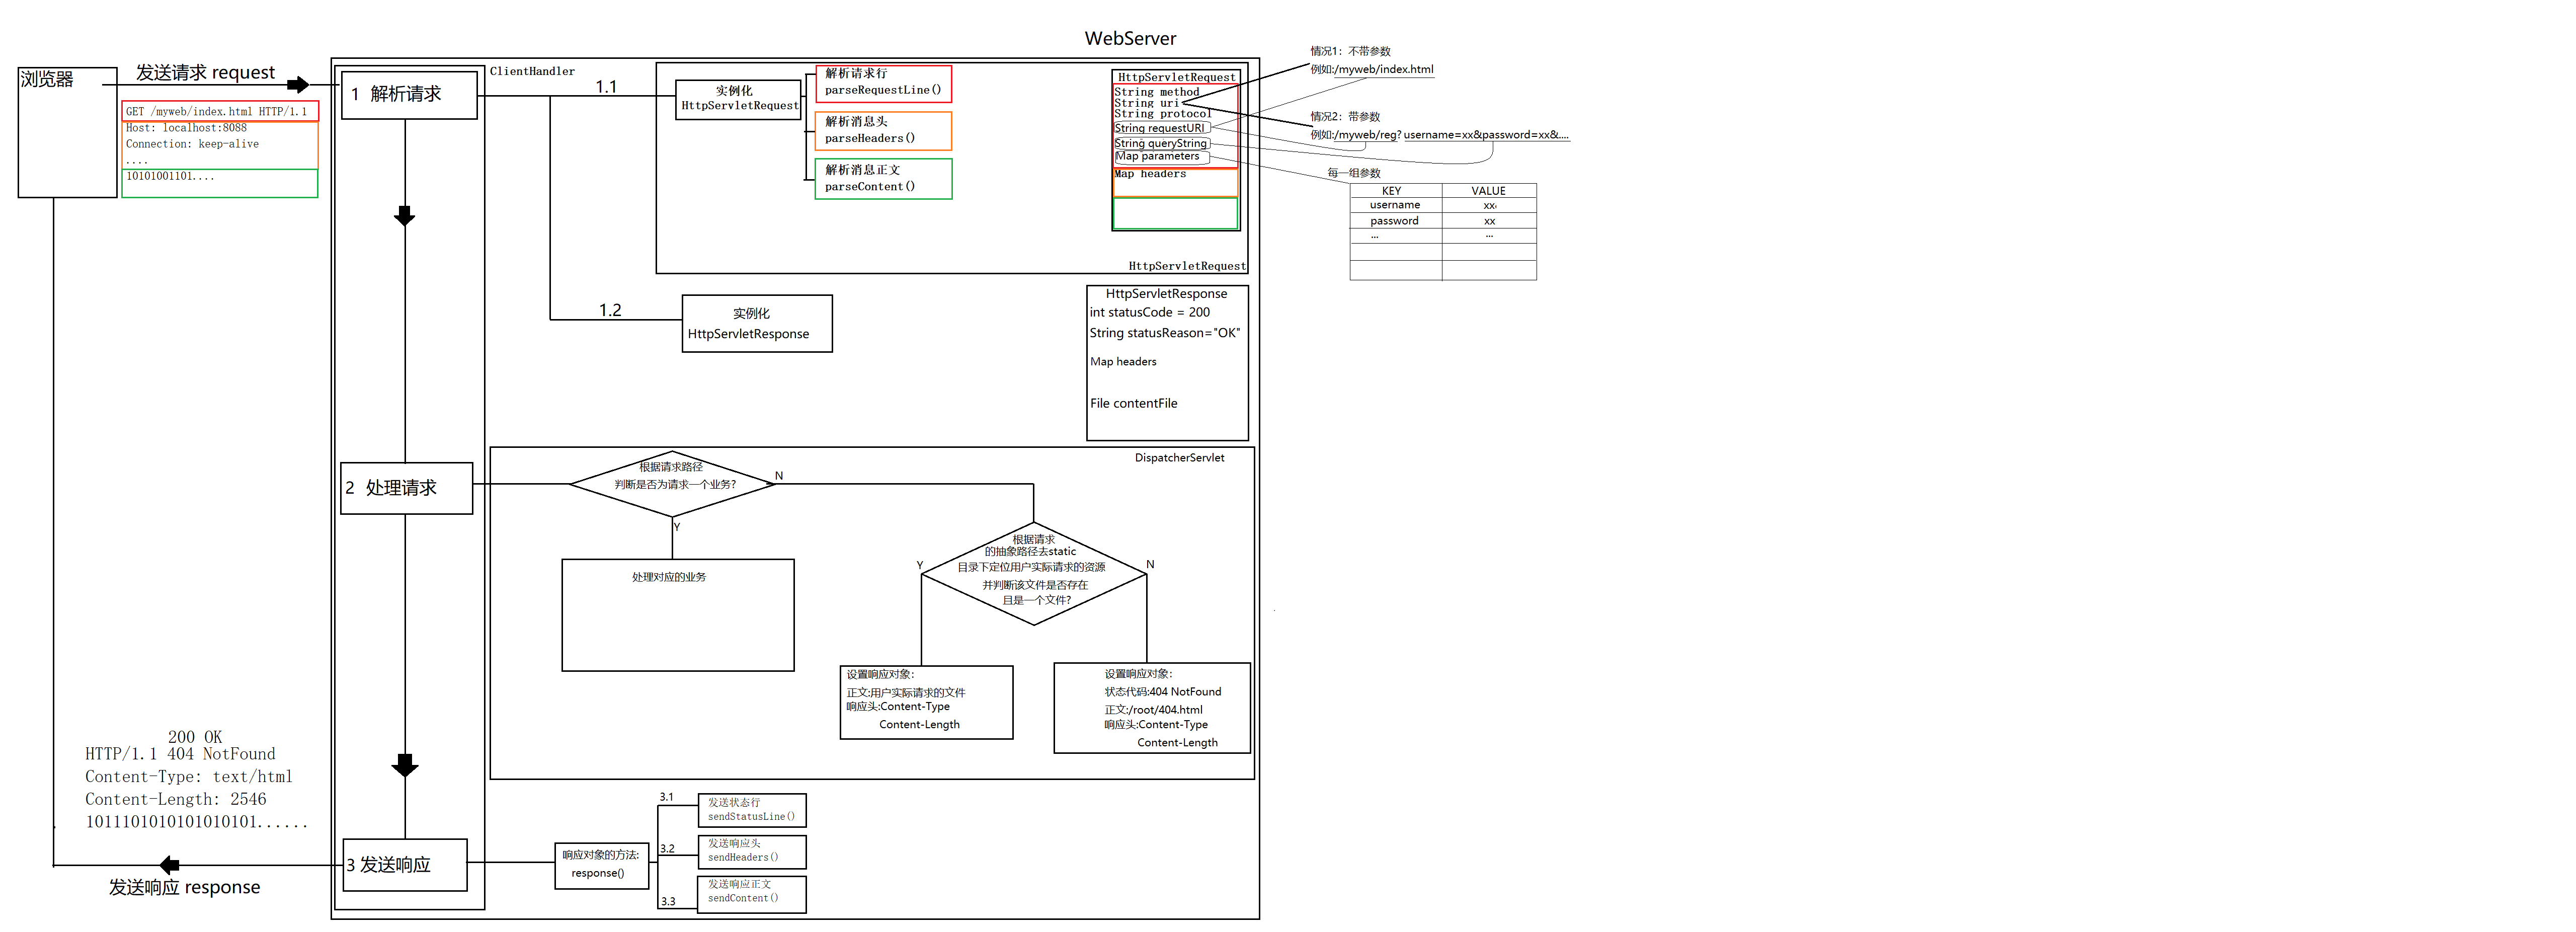 WebServer
浏览器
发送请求 request
GET /myweb/index.html HTTP/1.1
Host: localhost:8088
Connection: keep-alive
....
10101001101....
ClientHandler
1 解析请求
1.1
实例化
HttpServletRequest
解析请求行
parseRequestLine()
解析消息头
parseHeaders()
解析消息正文
parseContent()
HttpServletRequest
String method
String uri
String protocol
String requestURI
String queryString
Map parameters
Map headers
HttpServletRequest
情况1：不带参数
例如:/myweb/index.html
情况2：带参数
例如:/myweb/reg? username=xx&password=xx&....
每一组参数
KEY VALUE
username xx
password xx
... ...
1.2
实例化
HttpServletResponse
HttpServletResponse
int statusCode = 200
String statusReason="OK"
Map headers
File contentFile
2 处理请求
DispatcherServlet
根据请求路径
判断是否为请求一个业务?
N
Y
处理对应的业务
根据请求
的抽象路径去static
目录下定位用户实际请求的资源
并判断该文件是否存在
且是一个文件?
Y
N
设置响应对象:
正文:用户实际请求的文件
响应头:Content-Type
Content-Length
设置响应对象:
状态代码:404 NotFound
正文:/root/404.html
响应头:Content-Type
Content-Length
200 OK
HTTP/1.1 404 NotFound
Content-Type: text/html
Content-Length: 2546
1011101010101010101......
3 发送响应
发送响应 response
响应对象的方法:
response()
3.1
发送状态行
sendStatusLine()
3.2
发送响应头
sendHeaders()
3.3
发送响应正文
sendContent()